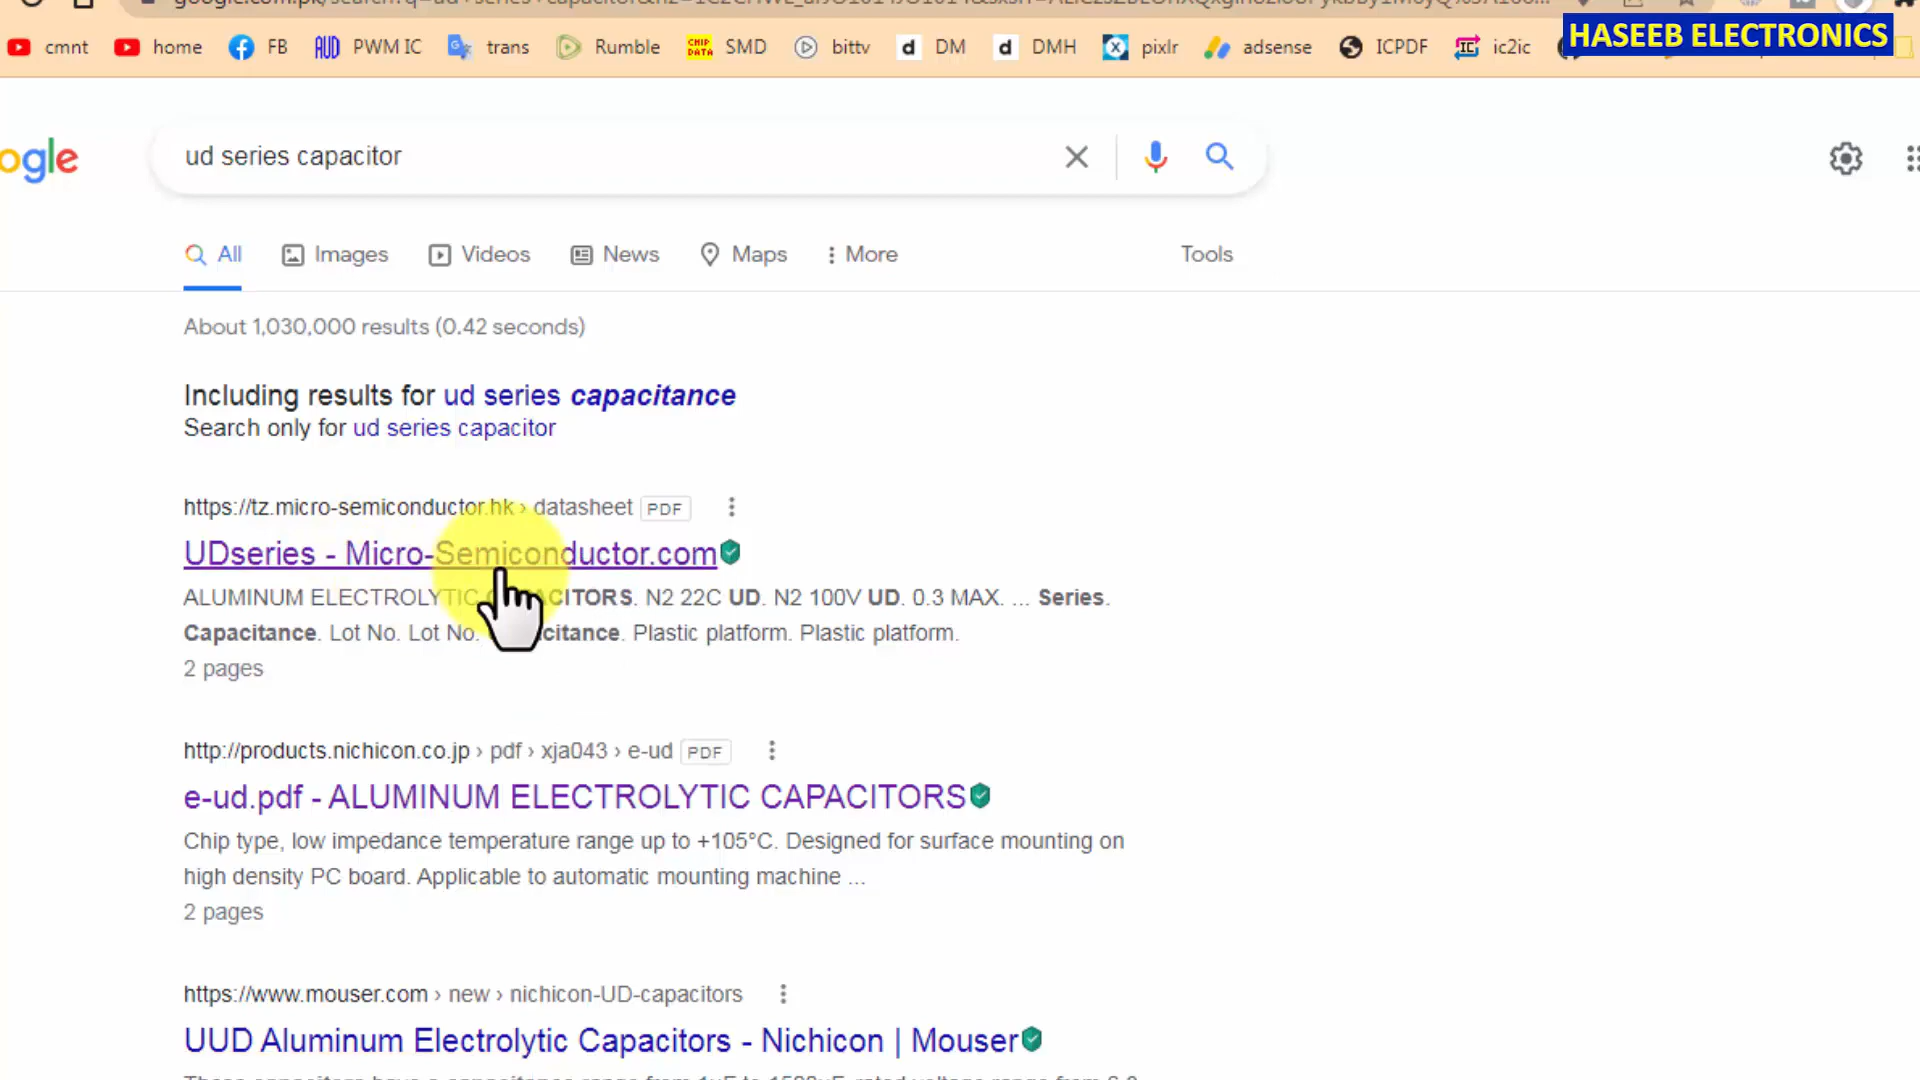 HASEEB ELECTRONICS
cmnt home FB AUD PWM IC trans Rumble CHIP DATA SMD bittv d DM d DMH pixlr adsense ICPDF IC ic2ic
ogle
ud series capacitor
All Images Videos News Maps More Tools
About 1,030,000 results (0.42 seconds)
Including results for ud series capacitance
Search only for ud series capacitor
https://tz.micro-semiconductor.hk › datasheet PDF
UDseries - Micro-Semiconductor.com
ALUMINUM ELECTROLYTIC CAPACITORS. N2 22C UD. N2 100V UD. 0.3 MAX. ... Series.
Capacitance. Lot No. Lot No. Capacitance. Plastic platform. Plastic platform.
2 pages
http://products.nichicon.co.jp › pdf › xja043 › e-ud PDF
e-ud.pdf - ALUMINUM ELECTROLYTIC CAPACITORS
Chip type, low impedance temperature range up to +105°C. Designed for surface mounting on
high density PC board. Applicable to automatic mounting machine ...
2 pages
https://www.mouser.com › new › nichicon-UD-capacitors
UUD Aluminum Electrolytic Capacitors - Nichicon | Mouser